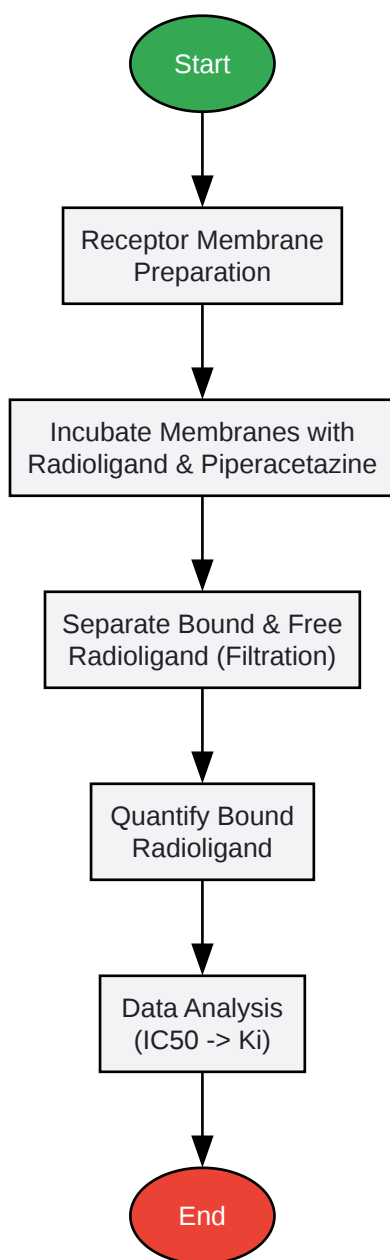 Start
Receptor Membrane
Preparation
Incubate Membranes with
Radioligand & Piperacetazine
Separate Bound & Free
Radioligand (Filtration)
Quantify Bound
Radioligand
Data Analysis
(IC50 -> Ki)
End